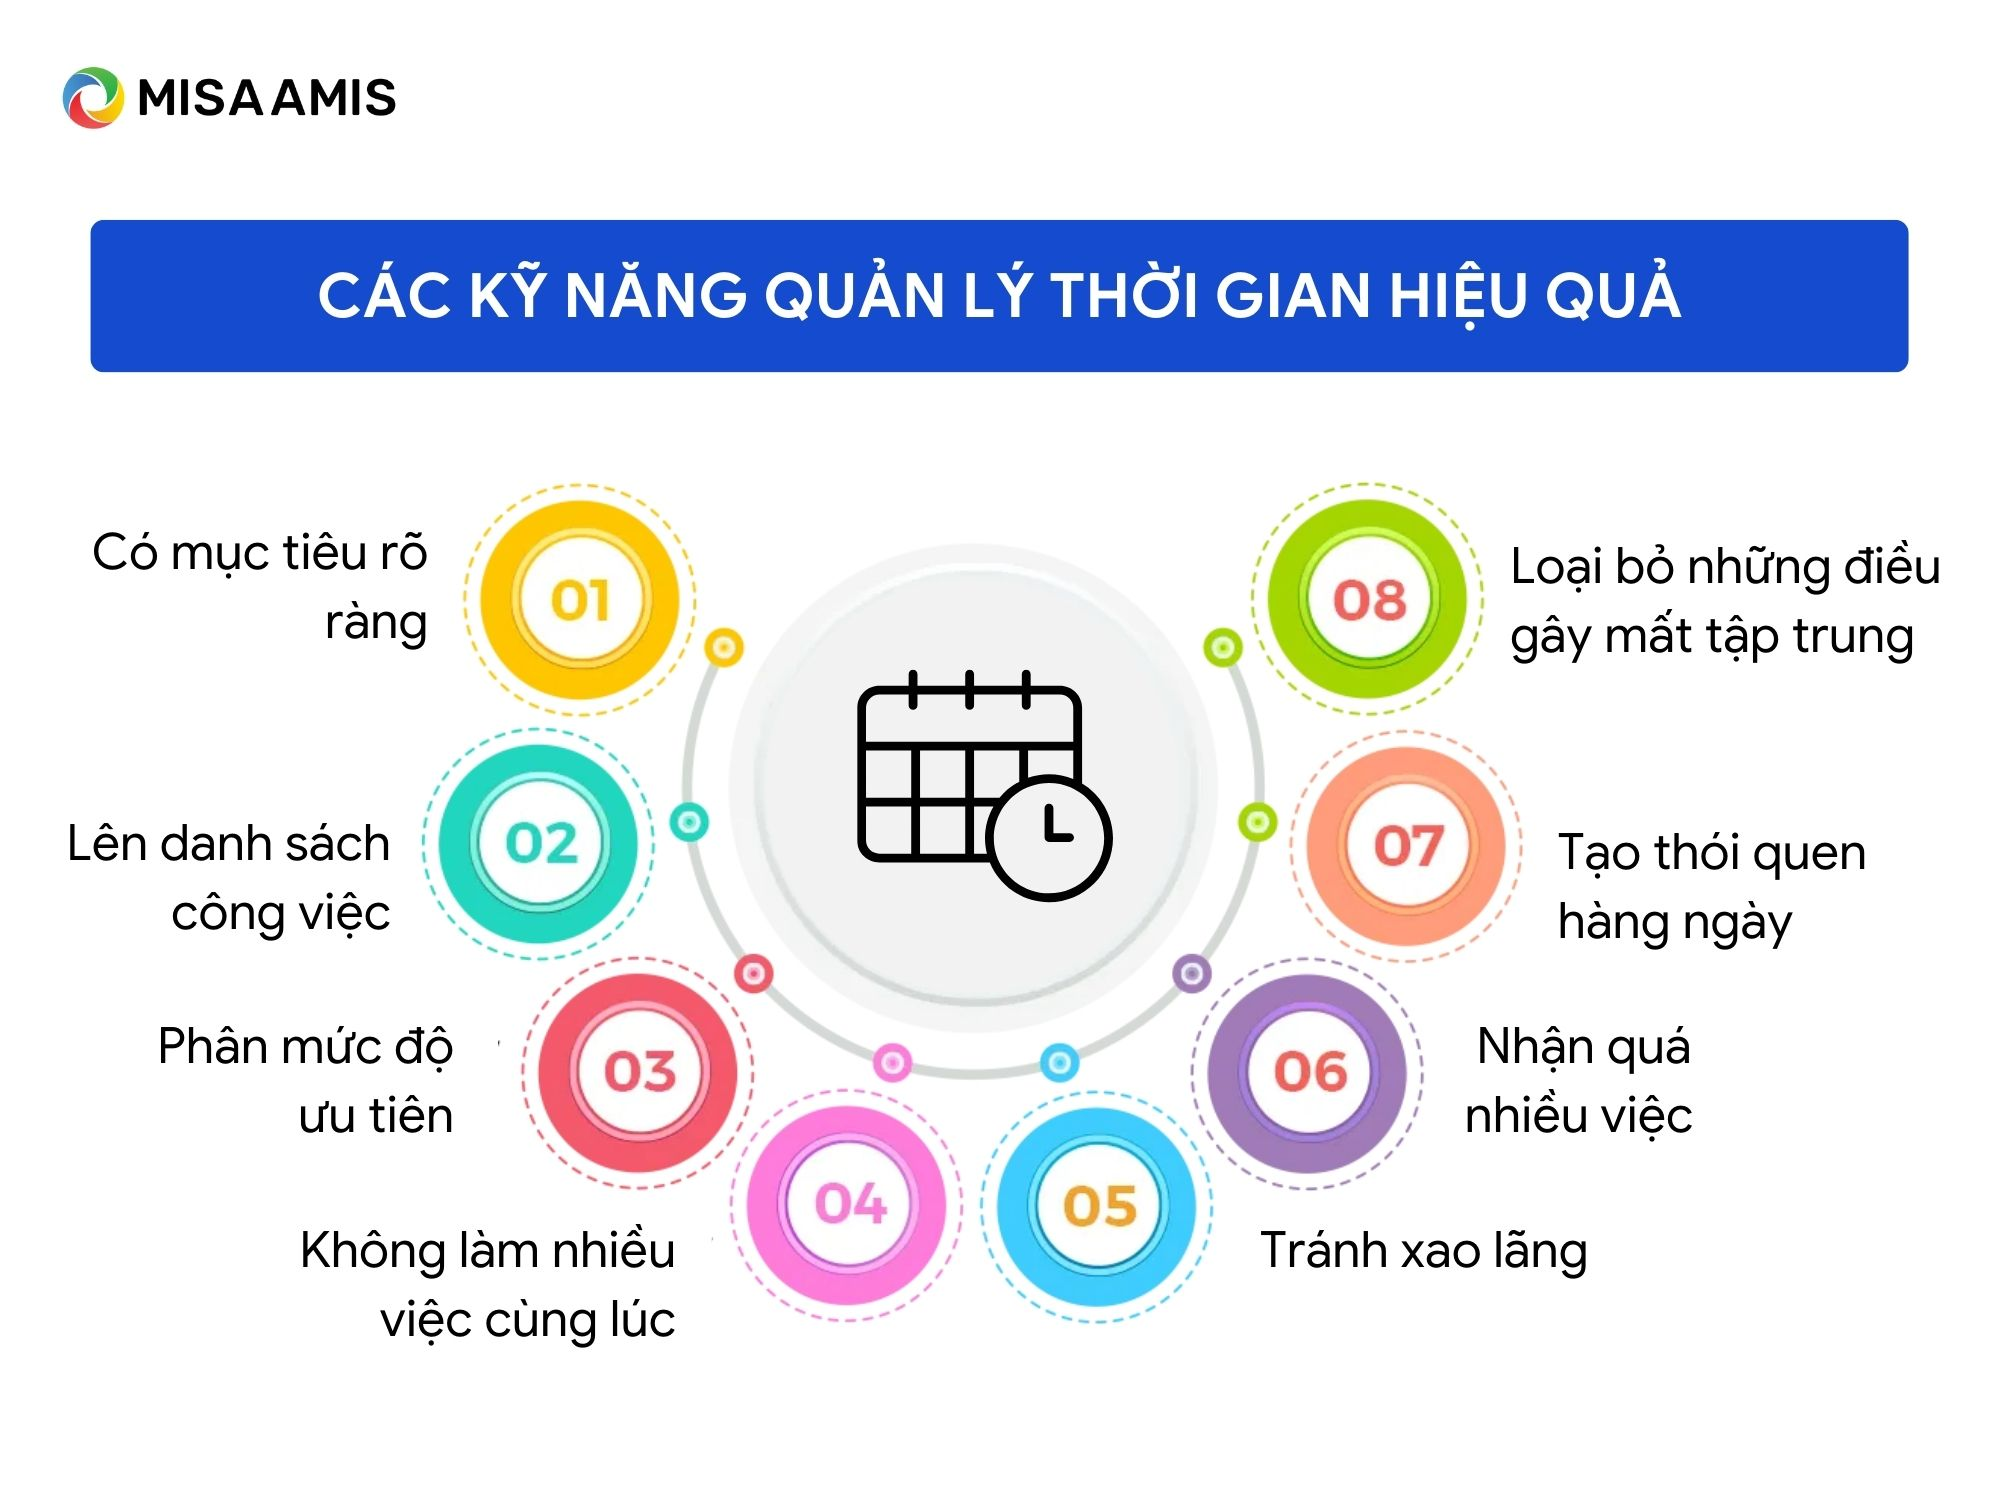 MISA AMIS
CÁC KỸ NĂNG QUẢN LÝ THỜI GIAN HIỆU QUẢ
01
Có mục tiêu rõ
ràng
02
Lên danh sách
công việc
03
Phân mức độ
ưu tiên
04
Không làm nhiều
việc cùng lúc
05
Tránh xao lãng
06
Nhận quá
nhiều việc
07
Tạo thói quen
hàng ngày
08
Loại bỏ những điều
gây mất tập trung